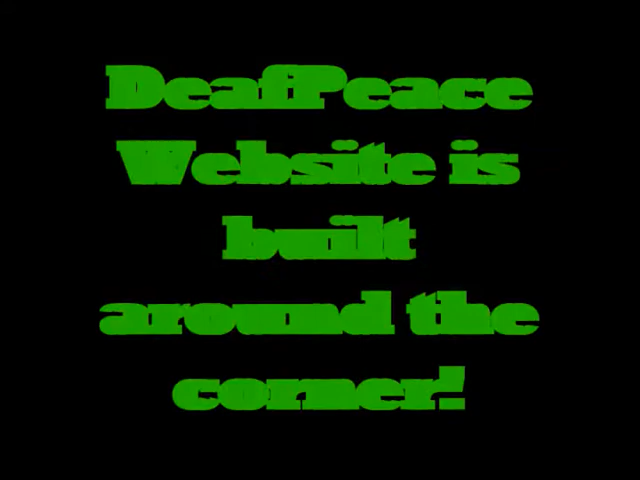 DeafPeace
Website is
built
around the
corner!